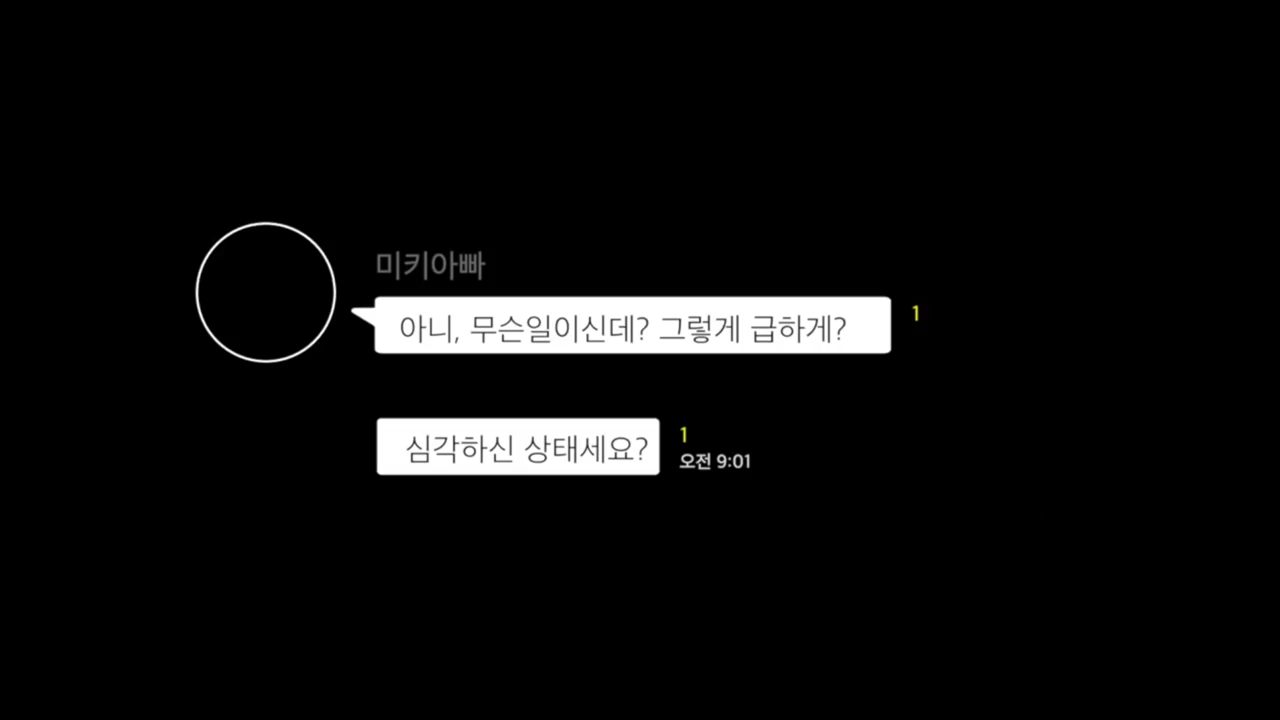 미키아빠
아니, 무슨일이신데? 그렇게 급하게?
1
심각하신 상태세요?
1
오전 9:01